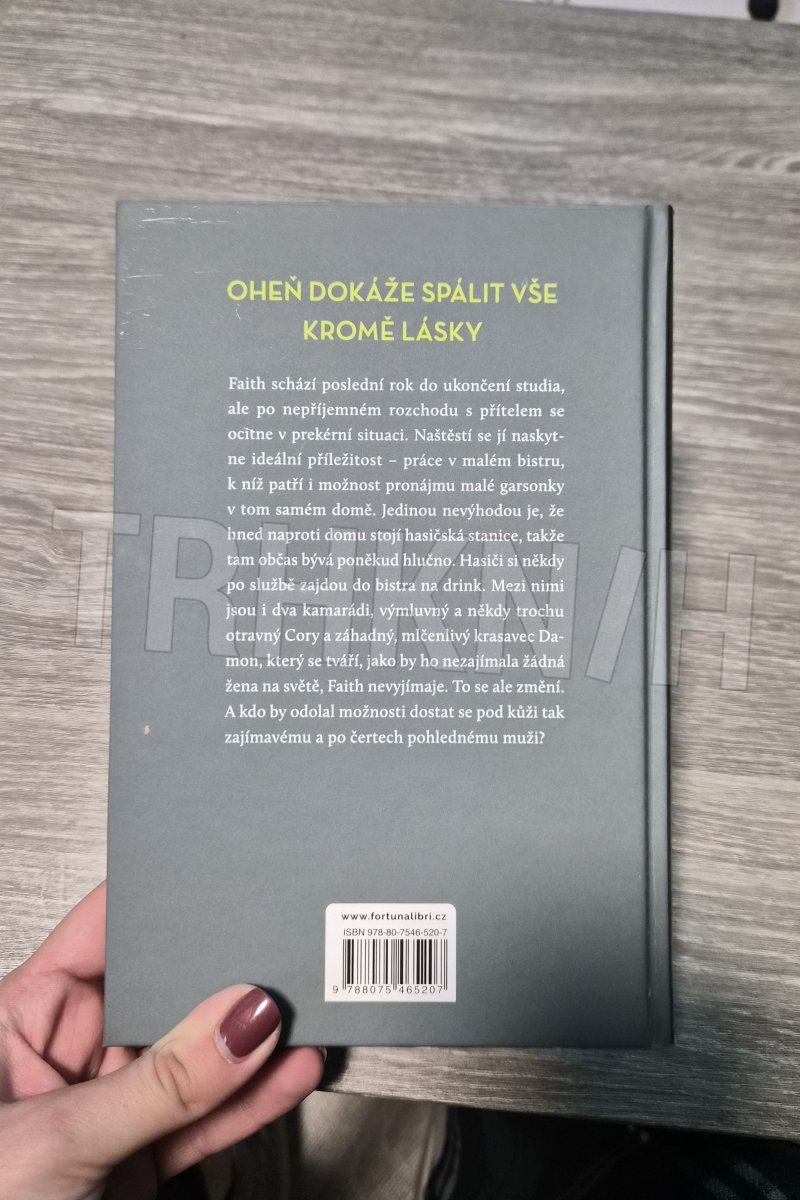 OHEŇ DOKÁŽE SPÁLIT VŠE
KROMĚ LÁSKY
Faith schází poslední rok do ukončení studia,
ale po nepříjemném rozchodu s přítelem se
ocitne v prekérní situaci. Naštěstí se jí naskyt-
ne ideální příležitost – práce v malém bistru,
k níž patří i možnost pronájmu malé garsonky
v tom samém domě. Jedinou nevýhodou je, že
hned naproti domu stojí hasičská stanice, takže
tam občas bývá poněkud hlučno. Hasiči si někdy
po službě zajdou do bistra na drink. Mezi nimi
jsou i dva kamarádi, výmluvný a někdy trochu
otravný Cory a záhadný, mlčenlivý krasavec Da-
mon, který se tváří, jako by ho nezajímala žádná
žena na světě, Faith nevyjímaje. To se ale změní.
A kdo by odolal možnosti dostat se pod kůži tak
zajímavému a po čertech pohlednému muži?
TRHKN/H
www.fortunalibri.cz
ISBN 978-80-7546-520-7
9 788075 465207